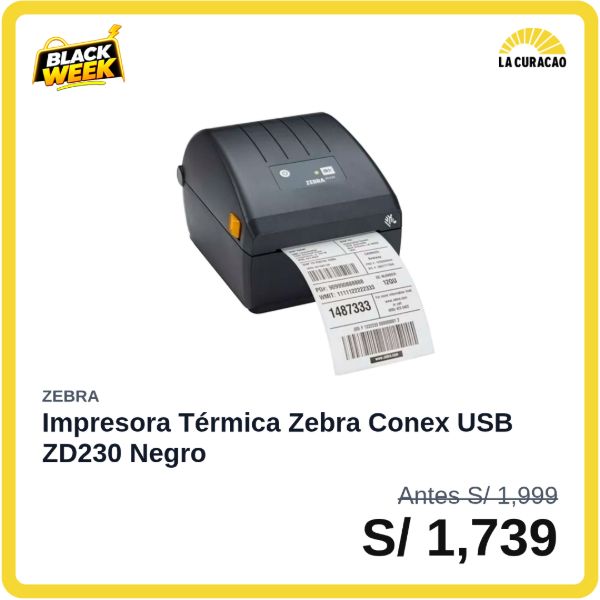 BLACK
WEEK
LA CURACAO
ZEBRA
1487333
ZEBRA
Impresora Térmica Zebra Conex USB
ZD230 Negro
Antes S/ 1,999
S/ 1,739